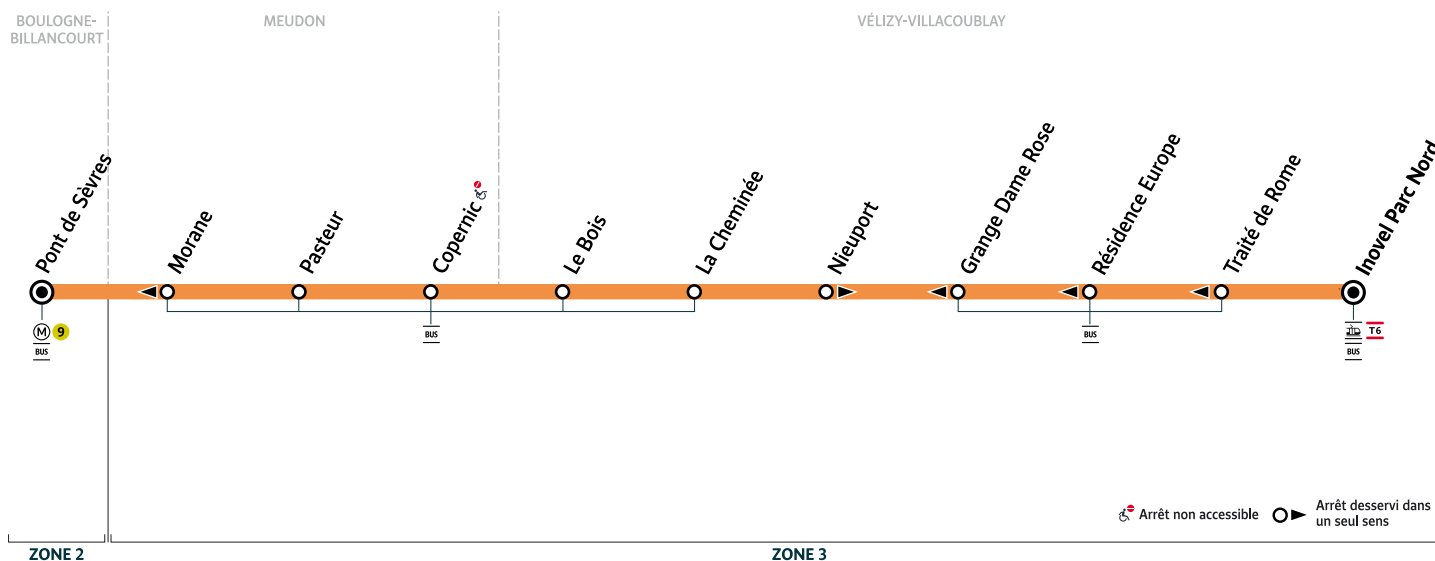 BOULOGNE-
BILLANCOURT
MEUDON
VÉLIZY-VILLACOUBLAY
Pont de Sèvres
Morane
Pasteur
Copernic
Le Bois
La Cheminée
Nieuport
Grange Dame Rose
Résidence Europe
Traité de Rome
Inovel Parc Nord
M 9
BUS
BUS
BUS
T6
BUS
Arrêt non accessible
Arrêt desservi dans
un seul sens
ZONE 2
ZONE 3